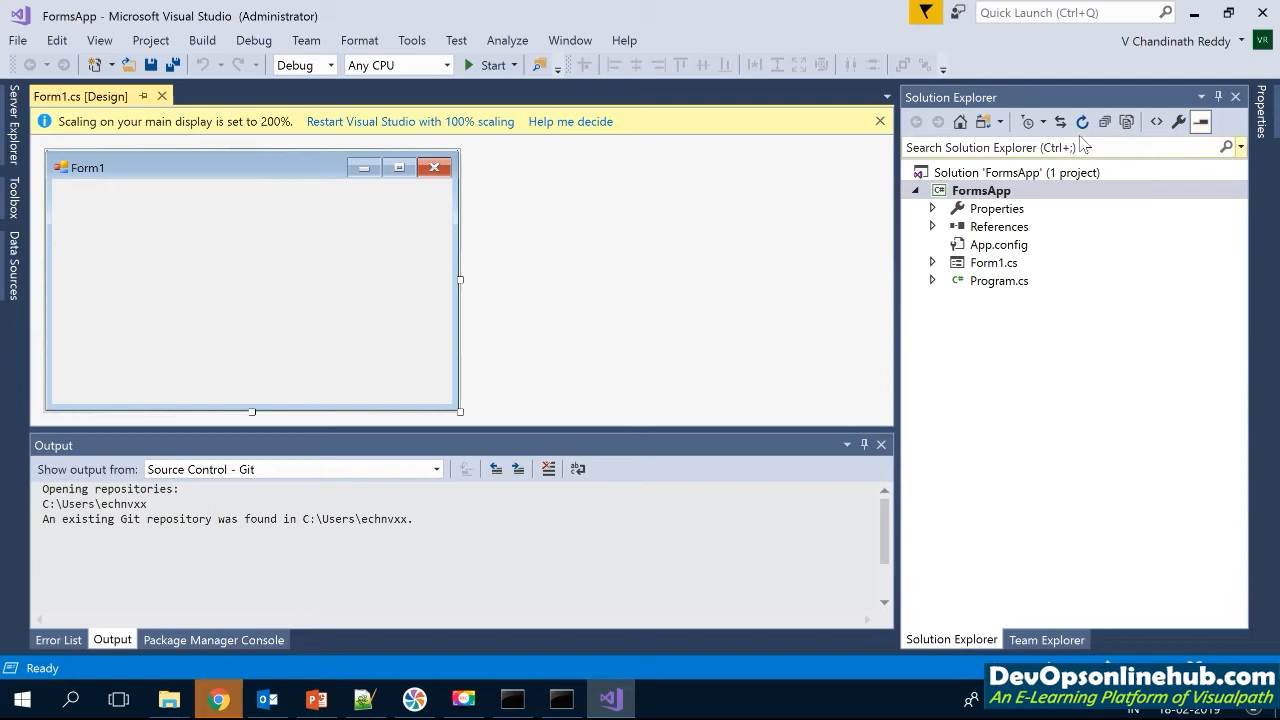 FormsApp - Microsoft Visual Studio (Administrator)
Quick Launch (Ctrl+Q)
File Edit View Project Build Debug Team Format Tools Test Analyze Window Help
V Chandinath Reddy VR
Debug Any CPU Start
Server Explorer
Toolbox
Data Sources
Form1.cs [Design]
Scaling on your main display is set to 200%. Restart Visual Studio with 100% scaling Help me decide
Form1
Output
Show output from: Source Control - Git
Opening repositories:
C:\Users\echnvxx
An existing Git repository was found in C:\Users\echnvxx.
Error List Output Package Manager Console
Solution Explorer
Search Solution Explorer (Ctrl+;)
Solution 'FormsApp' (1 project)
C# FormsApp
Properties
References
App.config
Form1.cs
C# Program.cs
Solution Explorer Team Explorer
Properties
Ready
DevOpsonlinehub.com
An E-Learning Platform of Visualpath
18-02-2019